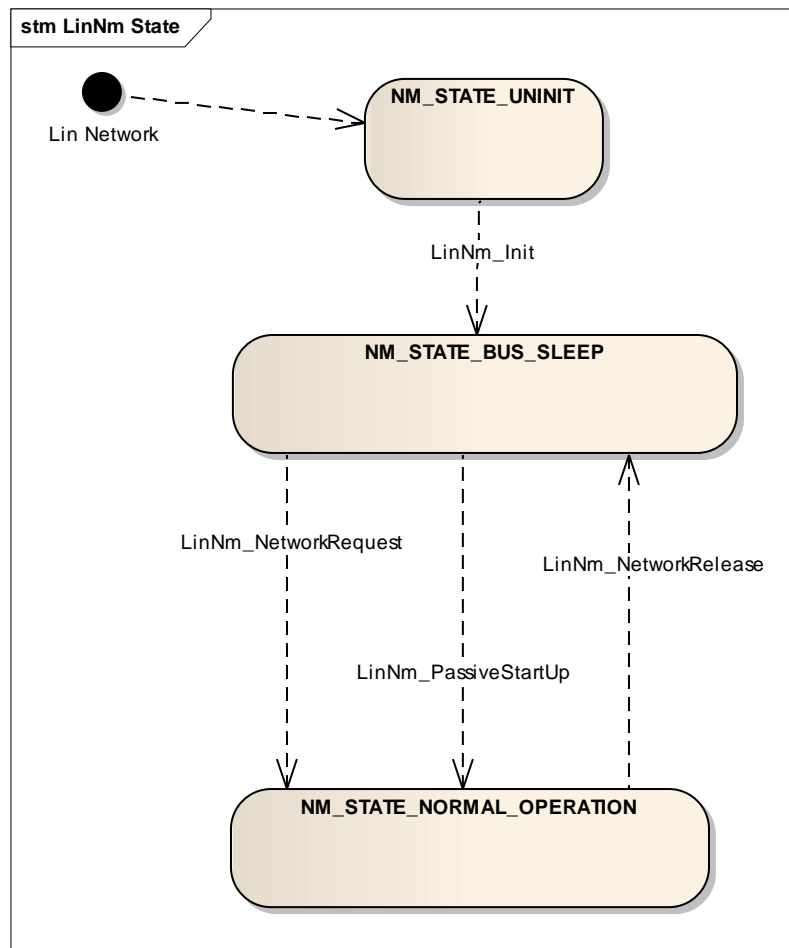 stm LinNm State
NM_STATE_UNINIT
Lin Network
LinNm_Init
NM_STATE_BUS_SLEEP
LinNm_NetworkRequest
LinNm_NetworkRelease
LinNm_PassiveStartUp
NM_STATE_NORMAL_OPERATION